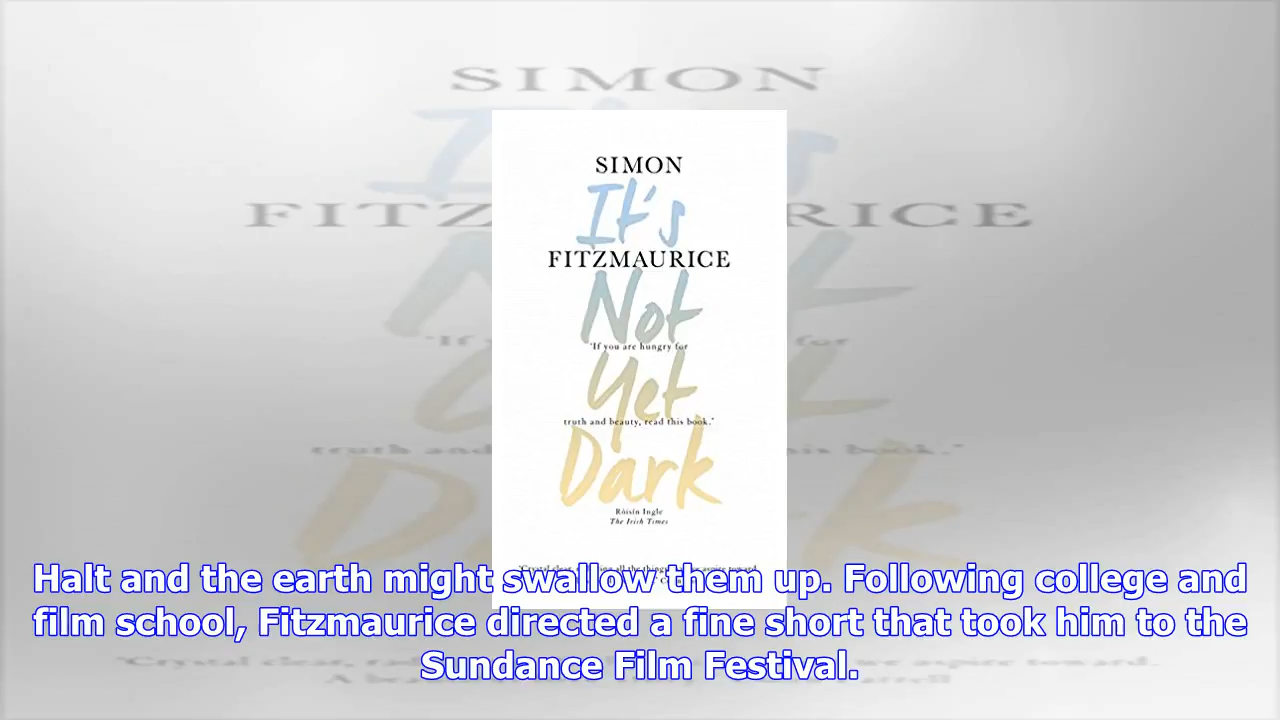 SIMON
It's
FITZMAURICE
Not
'If you are hungry for
Yet
truth and beauty, read this book.'
Dark
Róisín Ingle
The Irish Times
Halt and the earth might swallow them up. Following college and
film school, Fitzmaurice directed a fine short that took him to the
Sundance Film Festival.